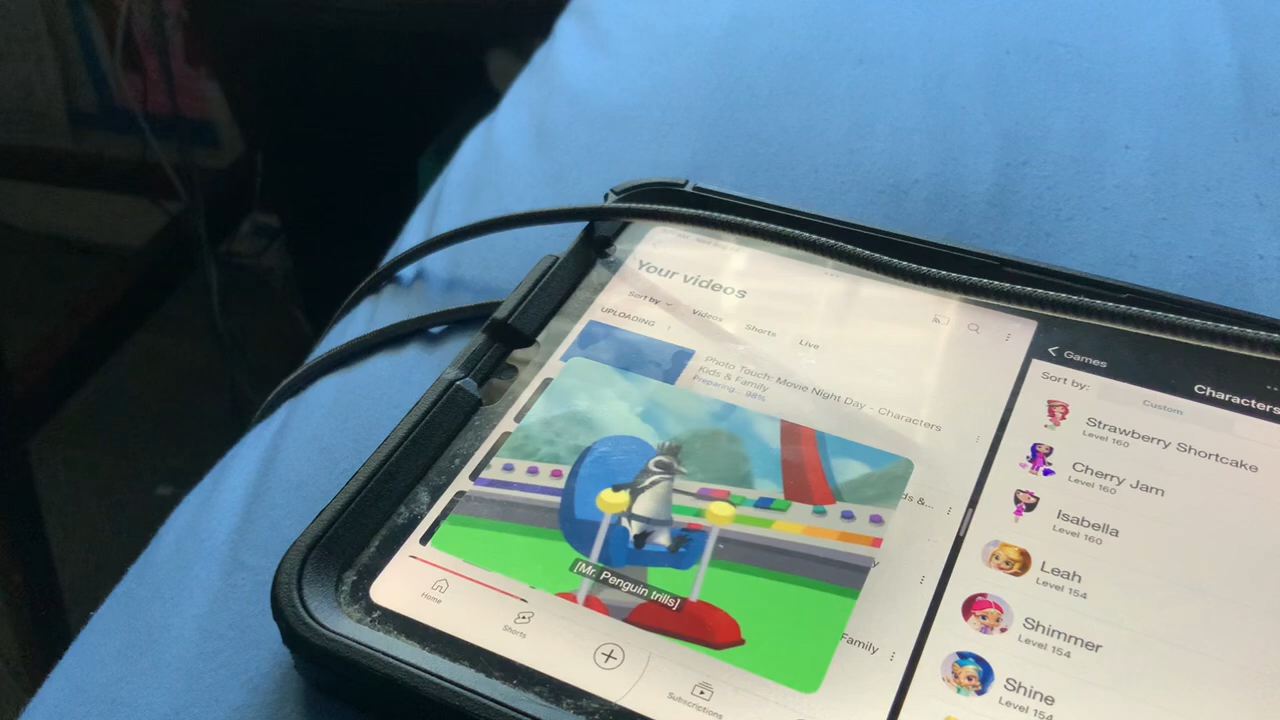 Your videos
Sort by
Videos
Shorts
Live
UPLOADING
Photo Touch: Movie Night Day - Characters
Kids & Family
Preparing... 98%
ds &...
y
Family
[Mr. Penguin trills]
Home
Shorts
Subscriptions
Games
Characters
Sort by:
Custom
Strawberry Shortcake
Level 160
Cherry Jam
Level 160
Isabella
Level 160
Leah
Level 154
Shimmer
Level 154
Shine
Level 154